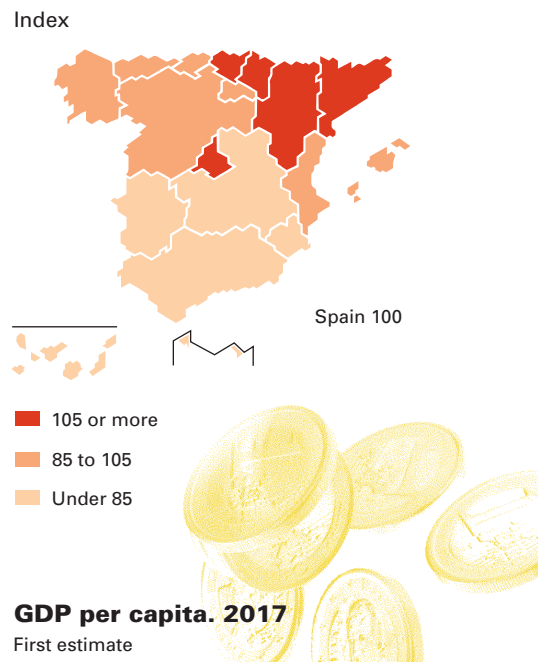 Index
Spain 100
105 or more
85 to 105
Under 85
GDP per capita. 2017
First estimate